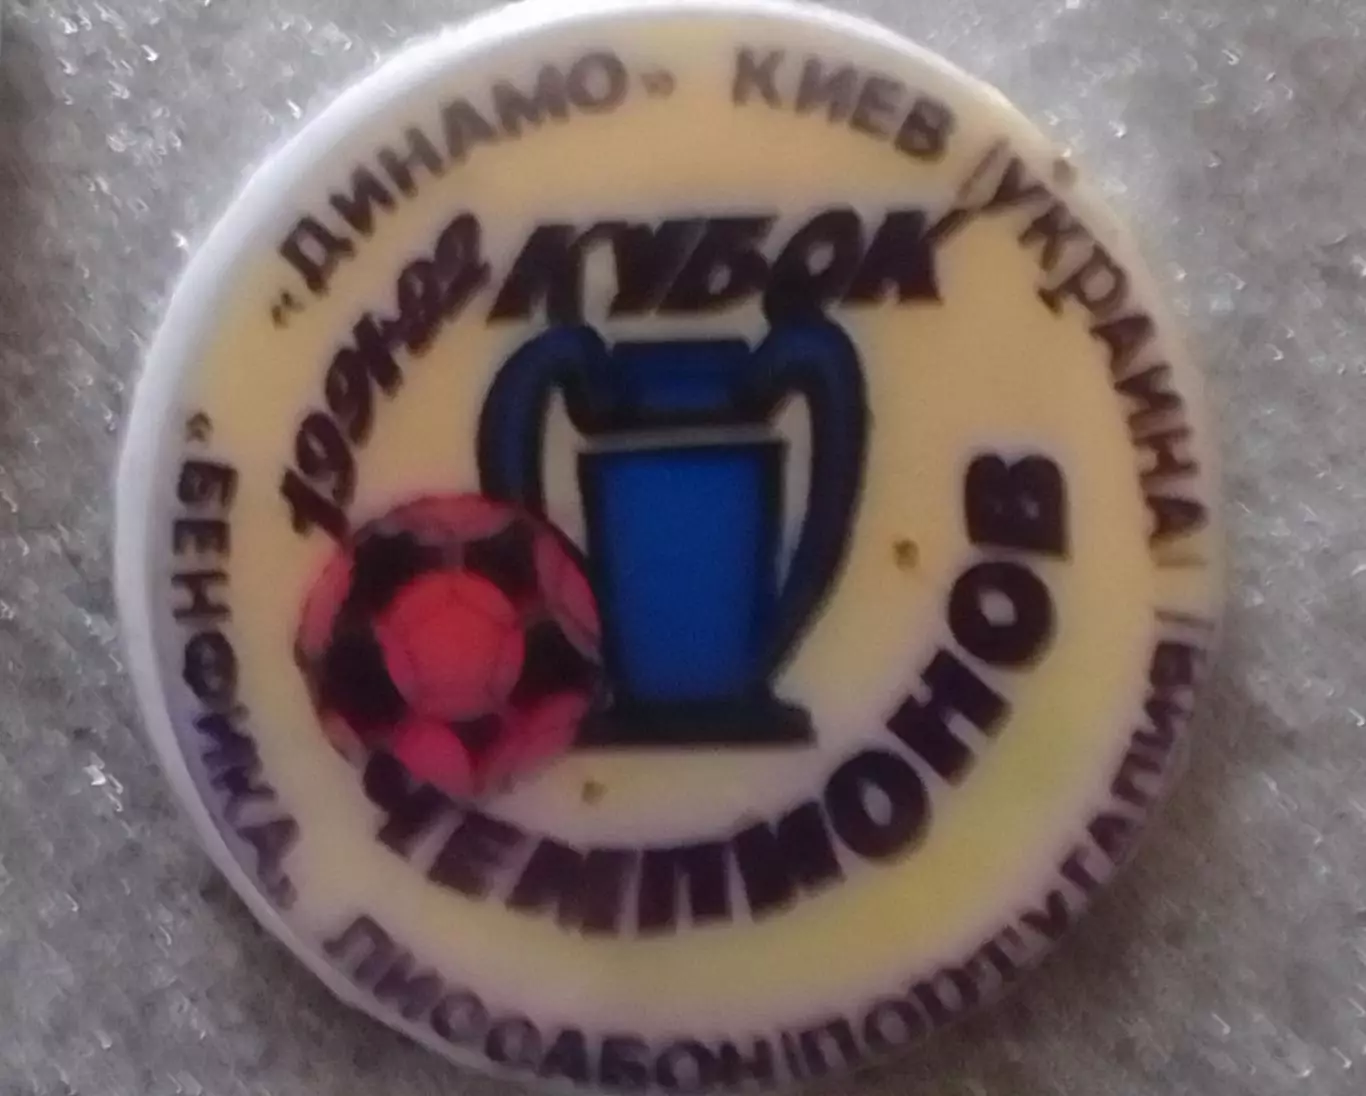 «ДИНАМО» КИЕВ /УКРАИНА/
1991-92 КУБОК
ЧЕМПИОНОВ
«БЕНФИКА» ЛИССАБОН /ПОРТУГАЛИЯ/